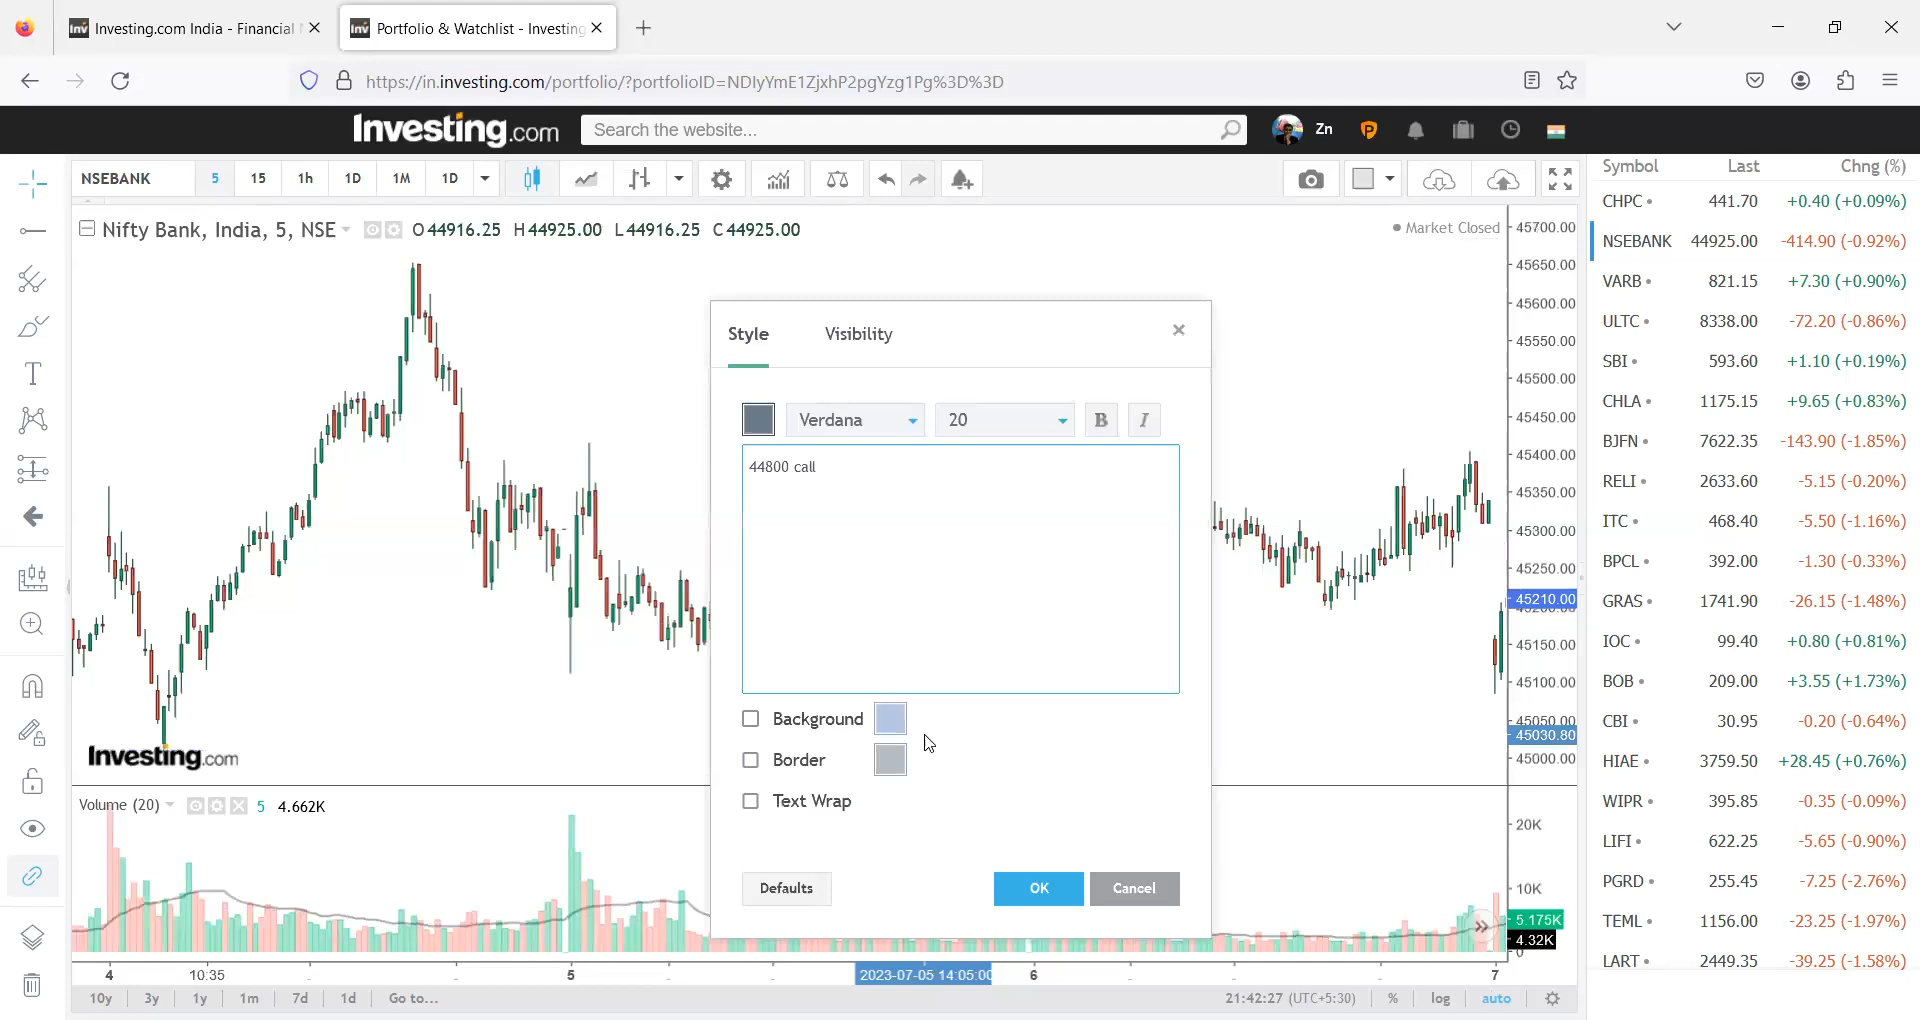 Investing.com India - Financial
Portfolio & Watchlist - Investing
https://in.investing.com/portfolio/?portfolioID=NDIyYmE1ZjxhP2pgYzg1Pg%3D%3D
Investing.com
Search the website...
Zn
NSEBANK
5
15
1h
1D
1M
1D
Symbol Last Chng (%)
Nifty Bank, India, 5, NSE O44916.25 H44925.00 L44916.25 C44925.00
Market Closed
45700.00
45650.00
45600.00
45550.00
45500.00
45450.00
45400.00
45350.00
45300.00
45250.00
45210.00
45150.00
45100.00
45050.00
45030.80
45000.00
Style
Visibility
Verdana
20
B
I
44800 call
Background
Border
Text Wrap
Defaults
OK
Cancel
Investing.com
Volume (20) 5 4.662K
20K
10K
5 175K
4.32K
0
4
10:35
5
2023-07-05 14:05:00
6
7
10y
3y
1y
1m
7d
1d
Go to...
21:42:27 (UTC+5:30)
%
log
auto
CHPC 441.70 +0.40 (+0.09%)
NSEBANK 44925.00 -414.90 (-0.92%)
VARB 821.15 +7.30 (+0.90%)
ULTC 8338.00 -72.20 (-0.86%)
SBI 593.60 +1.10 (+0.19%)
CHLA 1175.15 +9.65 (+0.83%)
BJFN 7622.35 -143.90 (-1.85%)
RELI 2633.60 -5.15 (-0.20%)
ITC 468.40 -5.50 (-1.16%)
BPCL 392.00 -1.30 (-0.33%)
GRAS 1741.90 -26.15 (-1.48%)
IOC 99.40 +0.80 (+0.81%)
BOB 209.00 +3.55 (+1.73%)
CBI 30.95 -0.20 (-0.64%)
HIAE 3759.50 +28.45 (+0.76%)
WIPR 395.85 -0.35 (-0.09%)
LIFI 622.25 -5.65 (-0.90%)
PGRD 255.45 -7.25 (-2.76%)
TEML 1156.00 -23.25 (-1.97%)
LART 2449.35 -39.25 (-1.58%)